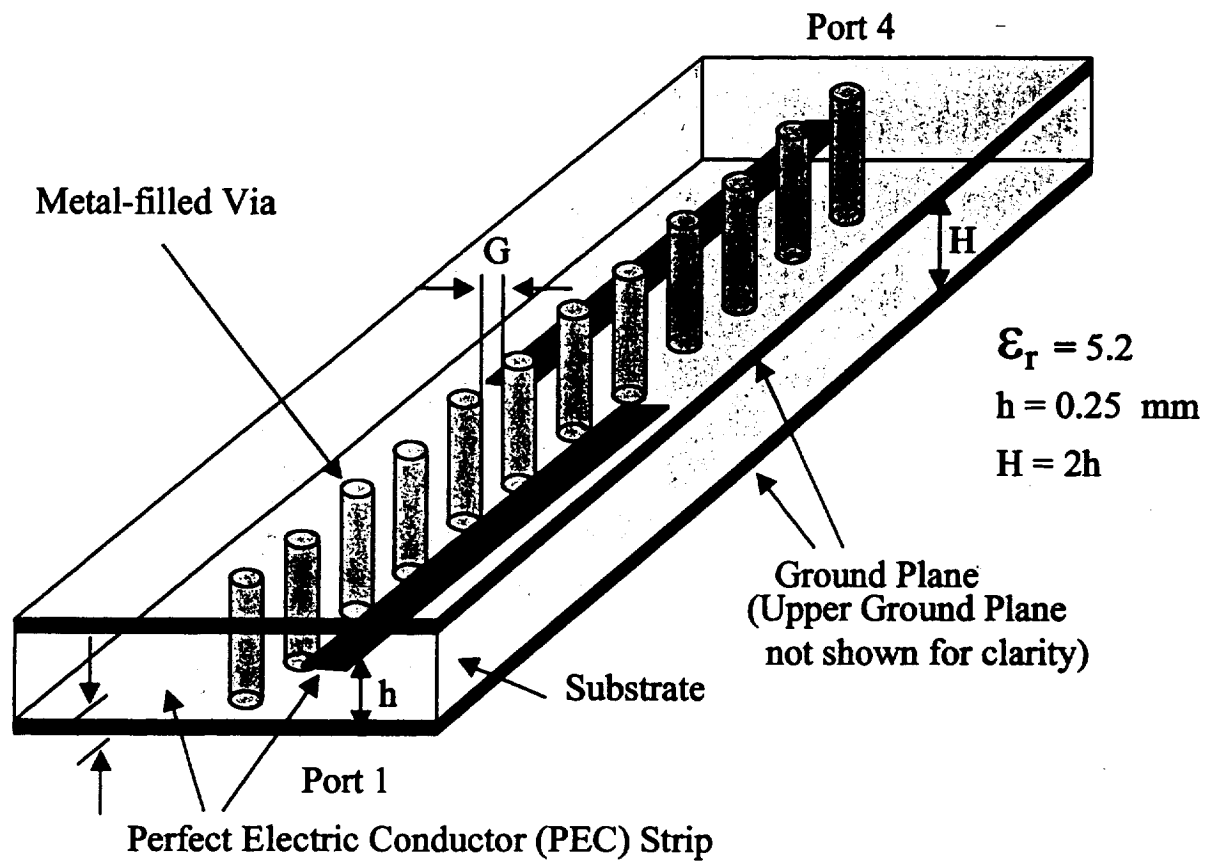 Port 4
Metal-filled Via
G
H
εr = 5.2
h = 0.25 mm
H = 2h
Ground Plane
(Upper Ground Plane
not shown for clarity)
Substrate
h
Port 1
Perfect Electric Conductor (PEC) Strip